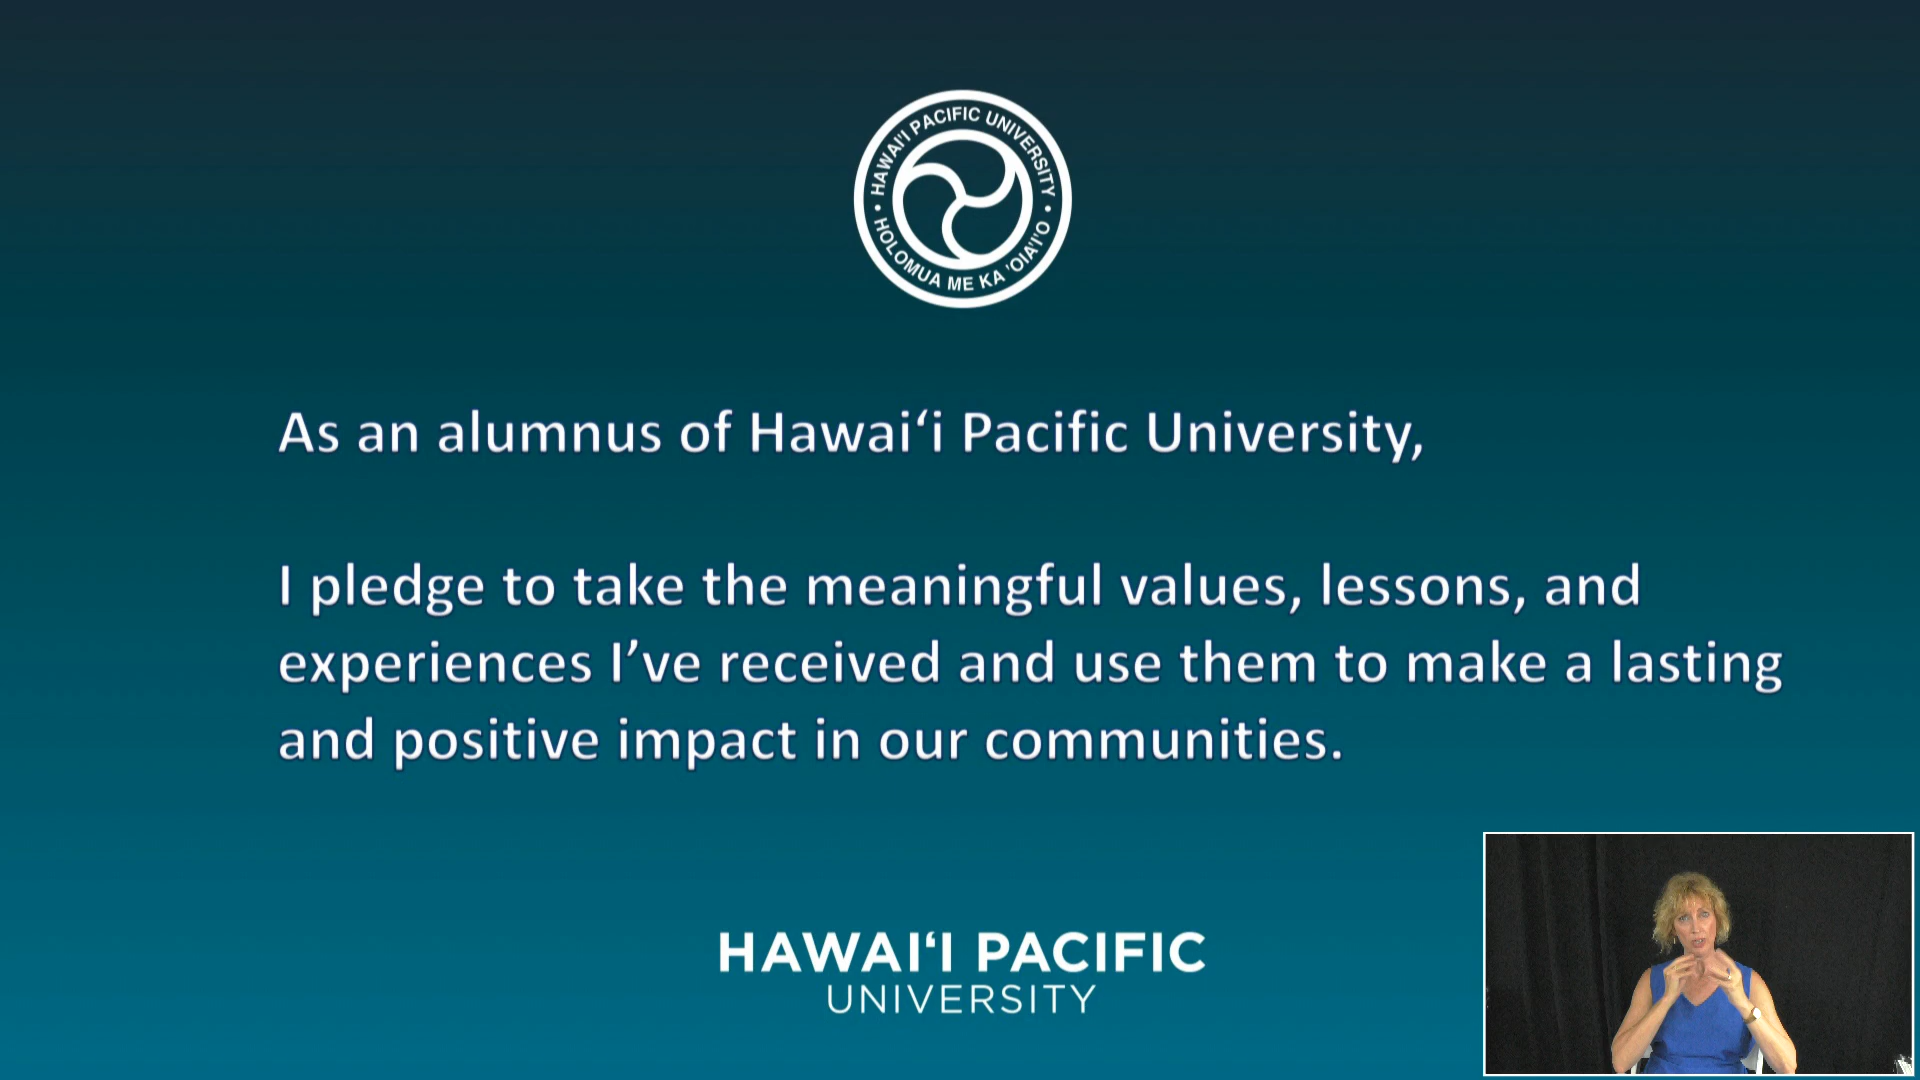 HAWAI'I PACIFIC UNIVERSITY
• HOLOMUA ME KA 'OIA'I'O •
As an alumnus of Hawai‘i Pacific University,
I pledge to take the meaningful values, lessons, and
experiences I’ve received and use them to make a lasting
and positive impact in our communities.
HAWAI‘I PACIFIC
UNIVERSITY